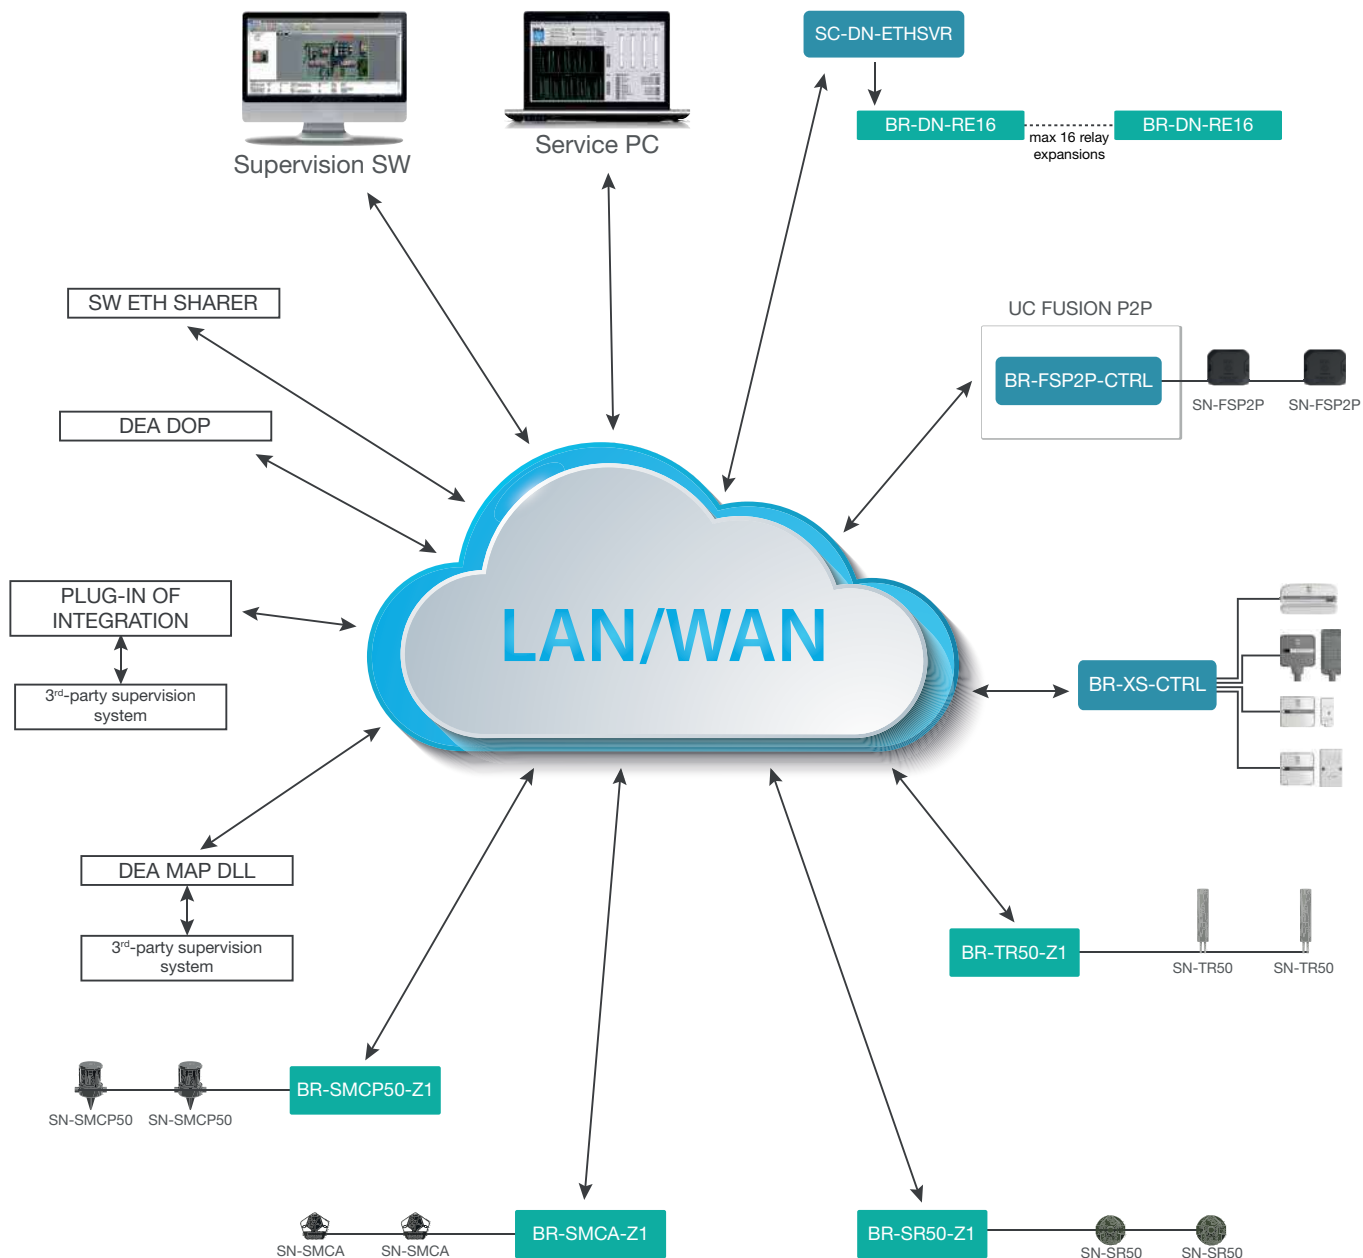 SC-DN-ETHSVR
BR-DN-RE16
max 16 relay
expansions
BR-DN-RE16
Supervision SW
Service PC
SW ETH SHARER
UC FUSION P2P
BR-FSP2P-CTRL
SN-FSP2P
SN-FSP2P
DEA DOP
PLUG-IN OF
INTEGRATION
LAN/WAN
3rd-party supervision
system
BR-XS-CTRL
DEA MAP DLL
3rd-party supervision
system
BR-TR50-Z1
SN-TR50
SN-TR50
BR-SMCP50-Z1
SN-SMCP50
SN-SMCP50
BR-SMCA-Z1
SN-SMCA
SN-SMCA
BR-SR50-Z1
SN-SR50
SN-SR50